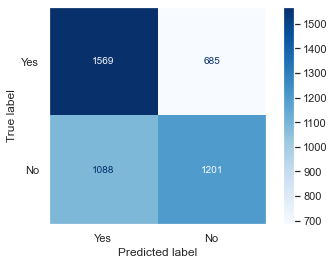 Yes
1569
685
No
1088
1201
True label
Yes
No
Predicted label
1500
1400
1300
1200
1100
1000
900
800
700